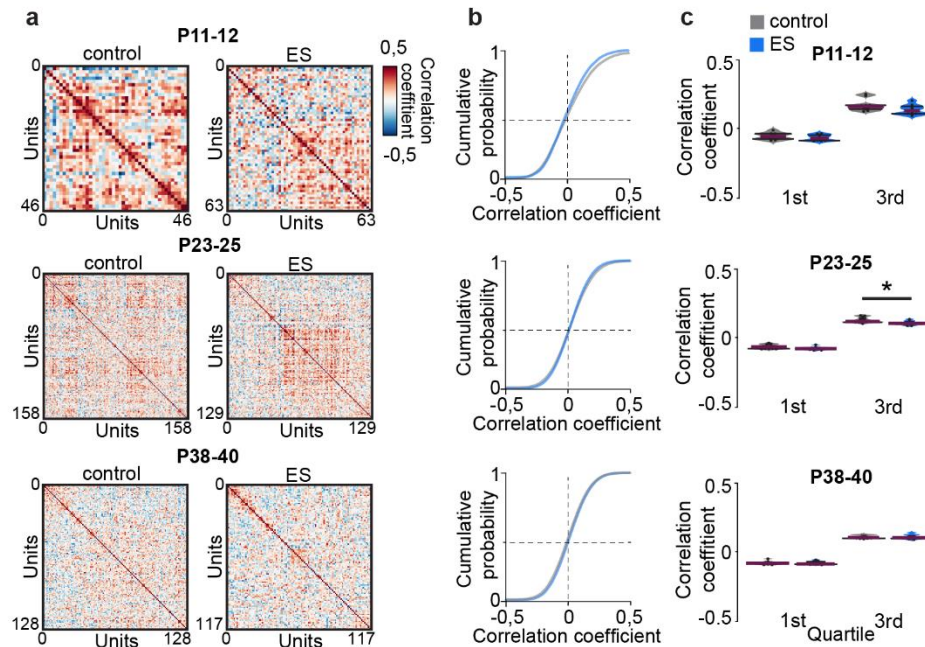 a
P11-12
control
ES
0
Units
46
0
Units
46
0
Units
63
0
Units
63
0,5
-0,5
Correlation
coefficient
P23-25
control
ES
0
Units
158
0
Units
158
0
Units
129
0
Units
129
P38-40
control
ES
0
Units
128
0
Units
128
0
Units
117
0
Units
117
b
Cumulative
probability
1
0
-0,5
0
0,5
Correlation coefficient
Cumulative
probability
1
0
-0,5
0
0,5
Correlation coefficient
Cumulative
probability
1
0
-0,5
0
0,5
Correlation coefficient
c
control
ES
P11-12
Correlation
coeffitient
0.5
0
-0.5
1st
3rd
P23-25
Correlation
coeffitient
0.5
0
-0.5
*
1st
3rd
P38-40
Correlation
coeffitient
0.5
0
-0.5
1st
3rd
Quartile